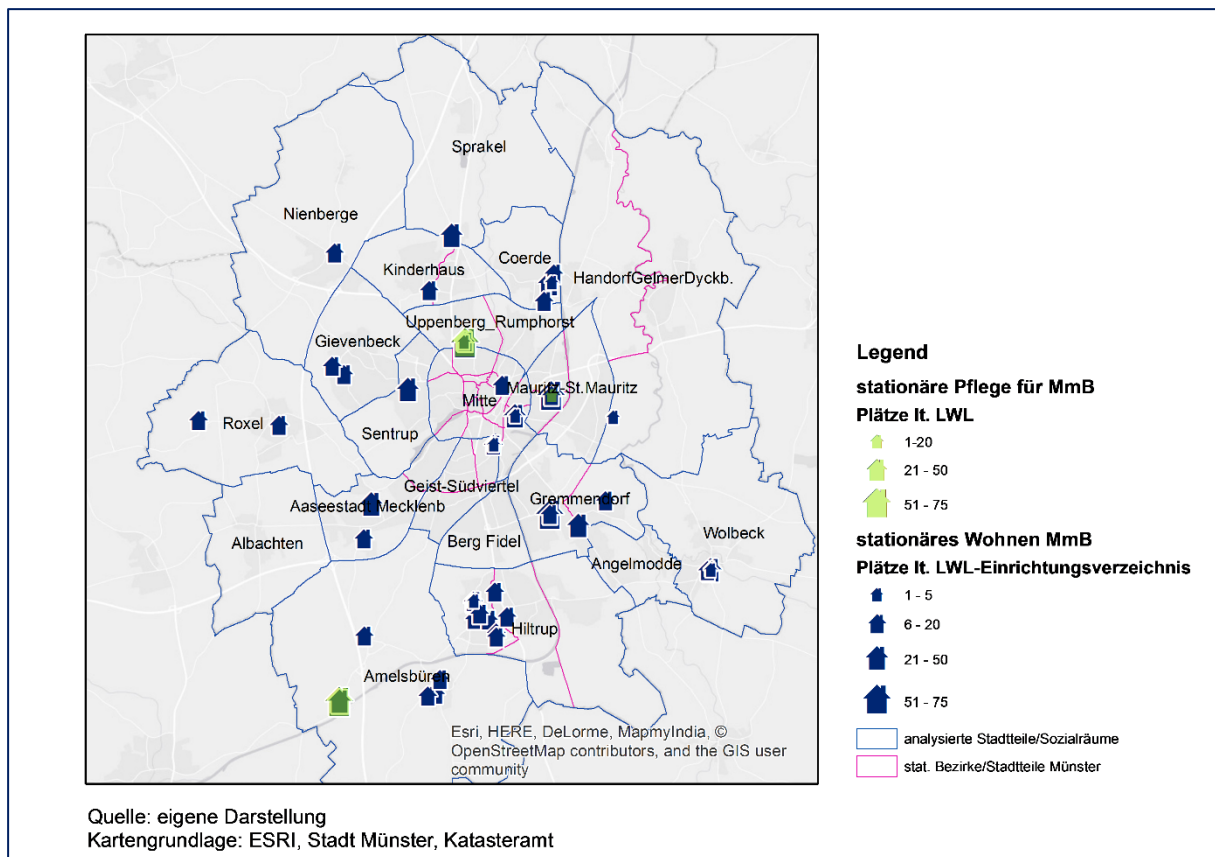 Sprakel
Nienberge
Coerde
Kinderhaus
HandorfGelmerDyckb.
Uppenberg_Rumphorst
Gievenbeck
Mauritz-St.Mauritz
Mitte
Roxel
Sentrup
Geist-Südviertel
Gremmendorf
Aaseestadt Mecklenb
Wolbeck
Albachten
Berg Fidel
Angelmodde
Hiltrup
Amelsbüren
Esri, HERE, DeLorme, MapmyIndia, ©
OpenStreetMap contributors, and the GIS user
community
Legend
stationäre Pflege für MmB
Plätze lt. LWL
1-20
21 - 50
51 - 75
stationäres Wohnen MmB
Plätze lt. LWL-Einrichtungsverzeichnis
1 - 5
6 - 20
21 - 50
51 - 75
analysierte Stadtteile/Sozialräume
stat. Bezirke/Stadtteile Münster
Quelle: eigene Darstellung
Kartengrundlage: ESRI, Stadt Münster, Katasteramt